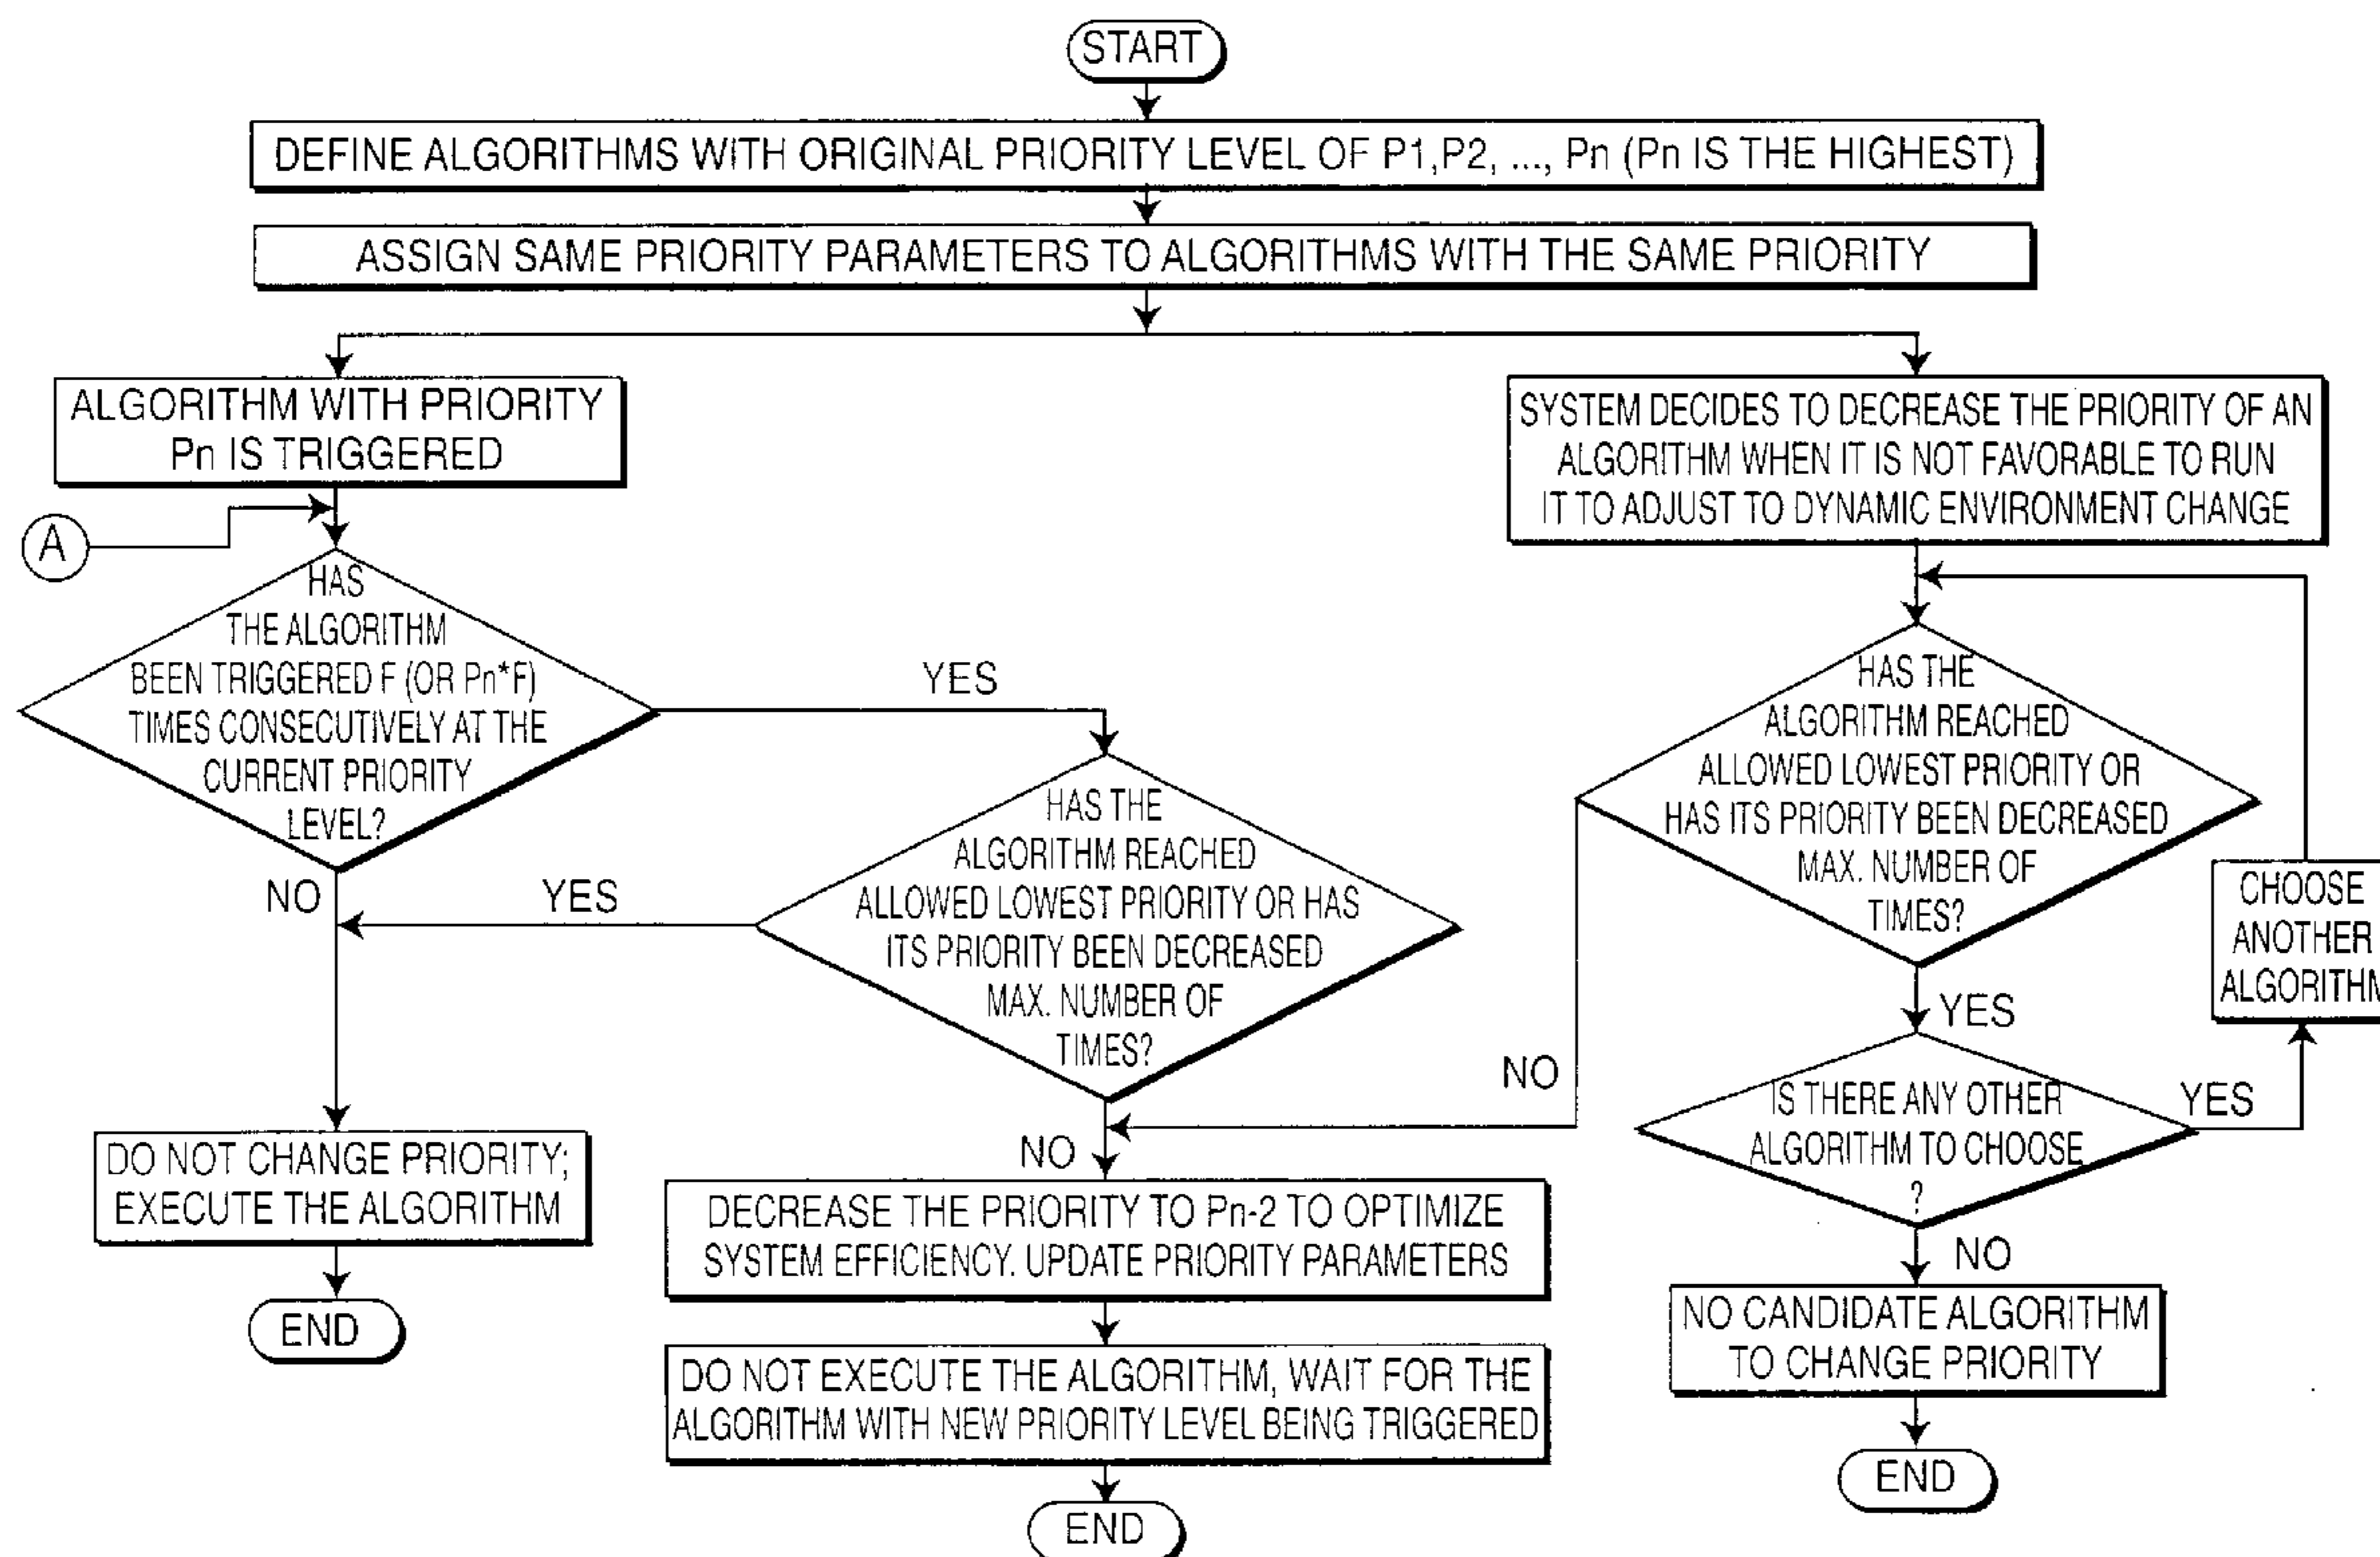 START
DEFINE ALGORITHMS WITH ORIGINAL PRIORITY LEVEL OF P1,P2, ..., Pn (Pn IS THE HIGHEST)
ASSIGN SAME PRIORITY PARAMETERS TO ALGORITHMS WITH THE SAME PRIORITY
ALGORITHM WITH PRIORITY
Pn IS TRIGGERED
A
HAS
THE ALGORITHM
BEEN TRIGGERED F (OR Pn*F)
TIMES CONSECUTIVELY AT THE
CURRENT PRIORITY
LEVEL?
YES
NO
HAS THE
ALGORITHM REACHED
ALLOWED LOWEST PRIORITY OR HAS
ITS PRIORITY BEEN DECREASED
MAX. NUMBER OF
TIMES?
YES
NO
DO NOT CHANGE PRIORITY;
EXECUTE THE ALGORITHM
END
DECREASE THE PRIORITY TO Pn-2 TO OPTIMIZE
SYSTEM EFFICIENCY. UPDATE PRIORITY PARAMETERS
DO NOT EXECUTE THE ALGORITHM, WAIT FOR THE
ALGORITHM WITH NEW PRIORITY LEVEL BEING TRIGGERED
END
SYSTEM DECIDES TO DECREASE THE PRIORITY OF AN
ALGORITHM WHEN IT IS NOT FAVORABLE TO RUN
IT TO ADJUST TO DYNAMIC ENVIRONMENT CHANGE
HAS THE
ALGORITHM REACHED
ALLOWED LOWEST PRIORITY OR
HAS ITS PRIORITY BEEN DECREASED
MAX. NUMBER OF
TIMES?
NO
YES
IS THERE ANY OTHER
ALGORITHM TO CHOOSE
?
YES
CHOOSE
ANOTHER
ALGORITHM
NO
NO CANDIDATE ALGORITHM
TO CHANGE PRIORITY
END